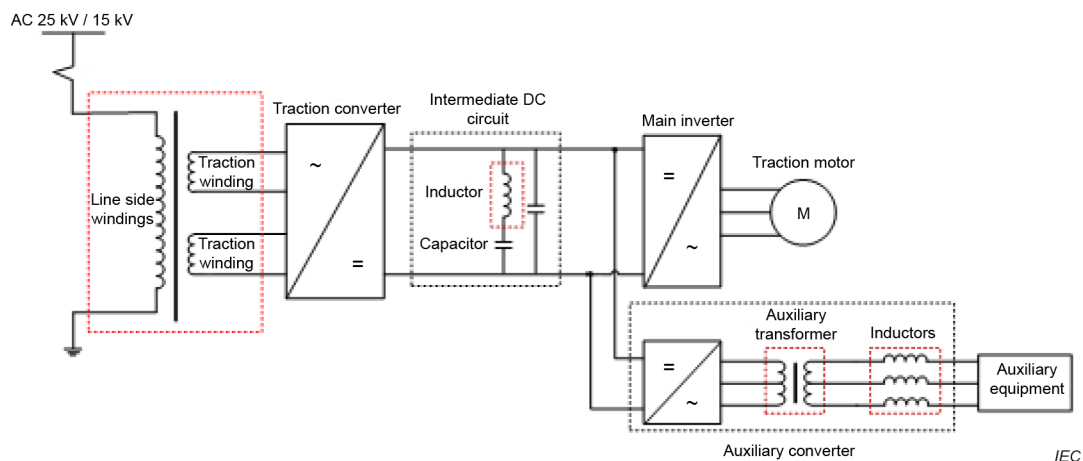 AC 25 kV / 15 kV
Traction converter
Intermediate DC
circuit
Main inverter
Traction motor
Line side
windings
Traction
winding
Traction
winding
~
=
Inductor
Capacitor
=
~
M
Auxiliary
transformer
Inductors
=
~
Auxiliary
equipment
Auxiliary converter
IEC